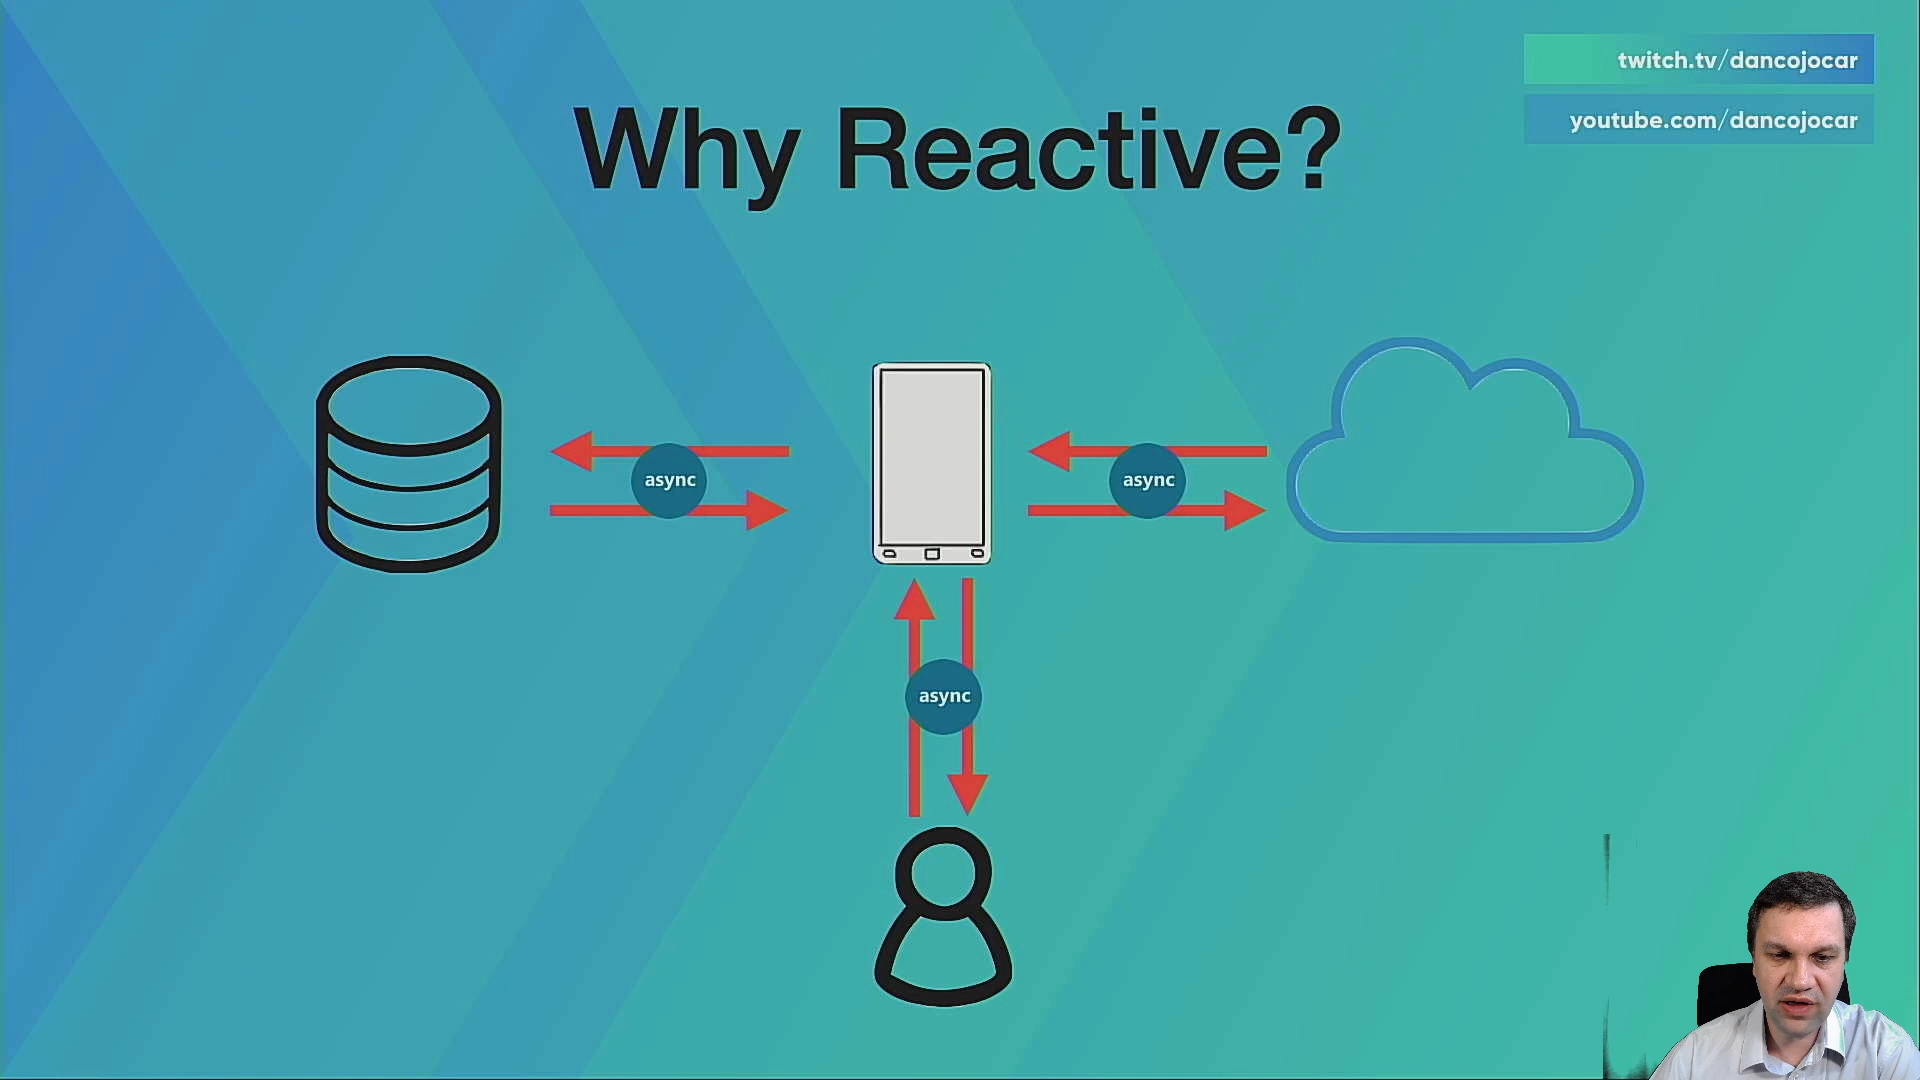 twitch.tv/dancojocar
youtube.com/dancojocar
Why Reactive?
async
async
async